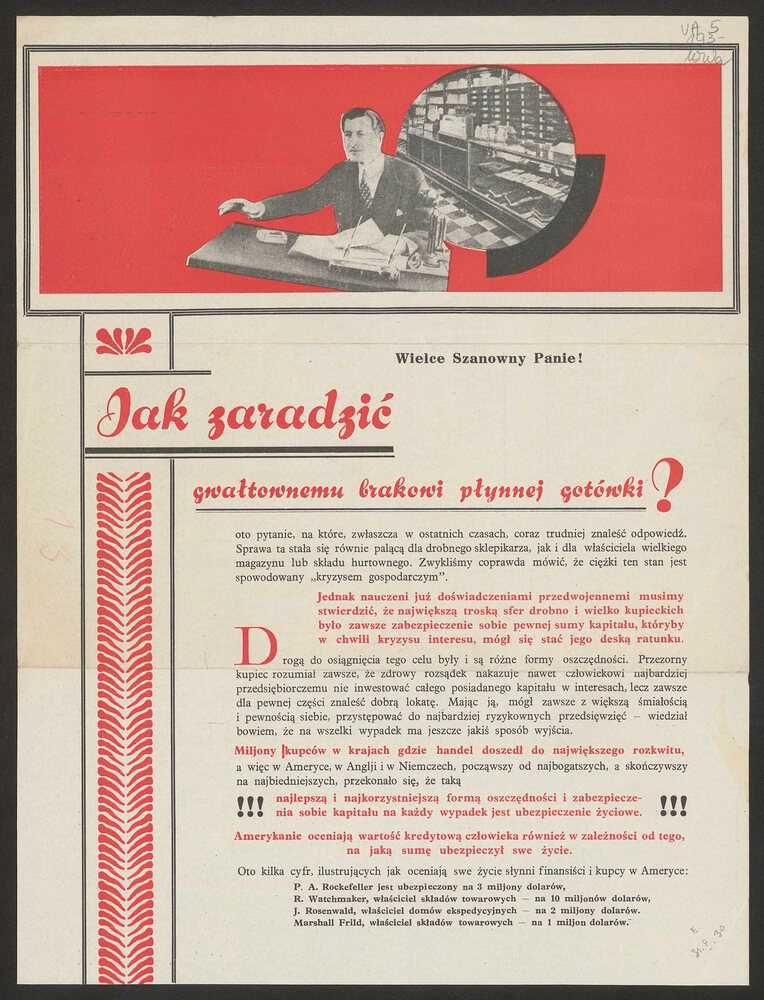 Wielce Szanowny Panie!
Jak zaradzić
gwałtownemu brakowi płynnej gotówki?
oto pytanie, na które, zwłaszcza w ostatnich czasach, coraz trudniej znaleść odpowiedź.
Sprawa ta stała się równie palącą dla drobnego sklepikarza, jak i dla właściciela wielkiego
magazynu lub składu hurtownego. Zwykliśmy coprawda mówić, że ciężki ten stan jest
spowodowany „kryzysem gospodarczym".
Jednak nauczeni już doświadczeniami przedwojennemi musimy
stwierdzić, że największą troską sfer drobno i wielko kupieckich
było zawsze zabezpieczenie sobie pewnej sumy kapitału, któryby
w chwili kryzysu interesu, mógł się stać jego deską ratunku.
Drogą do osiągnięcia tego celu były i są różne formy oszczędności. Przezorny
kupiec rozumiał zawsze, że zdrowy rozsądek nakazuje nawet człowiekowi najbardziej
przedsiębiorczemu nie inwestować całego posiadanego kapitału w interesach, lecz zawsze
dla pewnej części znaleść dobrą lokatę. Mając ją, mógł zawsze z większą śmiałością
i pewnością siebie, przystępować do najbardziej ryzykownych przedsięwzięć — wiedział
bowiem, że na wszelki wypadek ma jeszcze jakiś sposób wyjścia.
Miljony kupców w krajach gdzie handel doszedł do największego rozkwitu,
a więc w Ameryce, w Anglji i w Niemczech, począwszy od najbogatszych, a skończywszy
na najbiedniejszych, przekonało się, że taką
!!! najlepszą i najkorzystniejszą formą oszczędności i zabezpiecze- !!!
nia sobie kapitału na każdy wypadek jest ubezpieczenie życiowe.
Amerykanie oceniają wartość kredytową człowieka również w zależności od tego,
na jaką sumę ubezpieczył swe życie.
Oto kilka cyfr, ilustrujących jak oceniają swe życie słynni finansiści i kupcy w Ameryce:
P. A. Rockefeller jest ubezpieczony na 3 miljony dolarów,
R. Watchmaker, właściciel składów towarowych — na 10 miljonów dolarów,
J. Rosenwald, właściciel domów ekspedycyjnych — na 2 miljony dolarów.
Marshall Frild, właściciel składów towarowych — na 1 miljon dolarów.